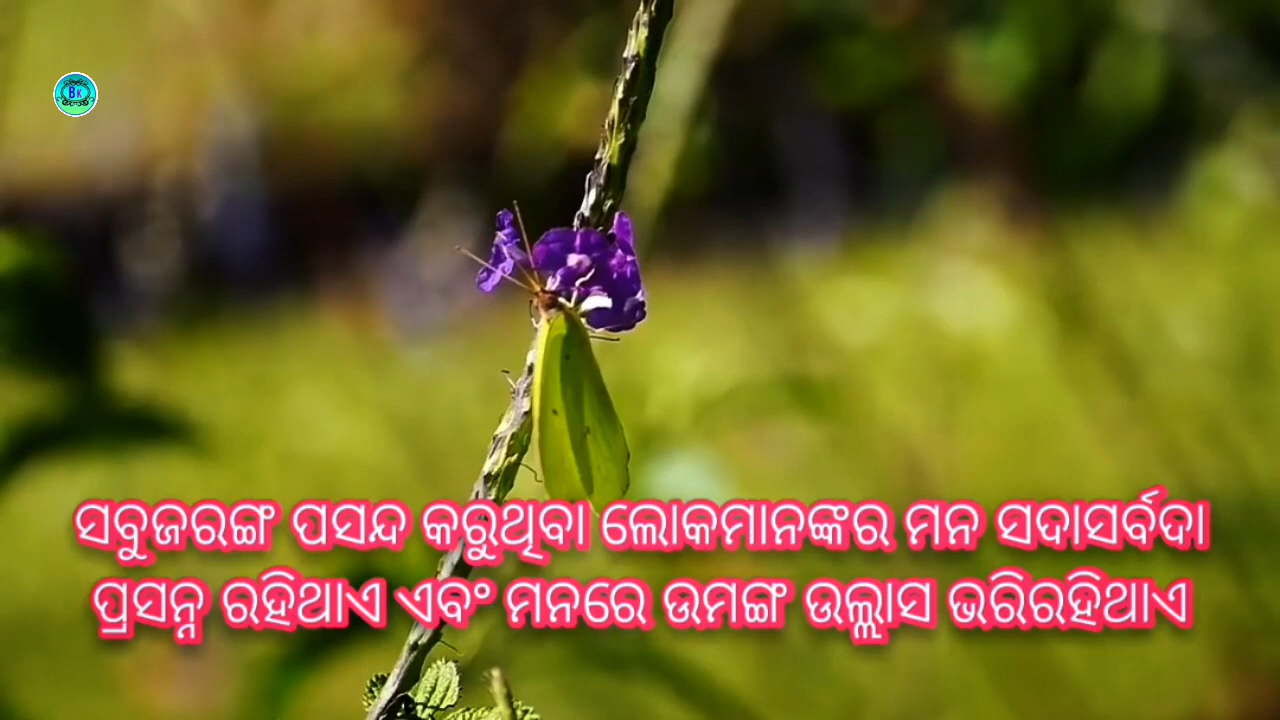 BK
ସବୁଜରଙ୍ଗ ପସନ୍ଦ କରୁଥିବା ଲୋକମାନଙ୍କର ମନ ସଦାସର୍ବଦା
ପ୍ରସନ୍ନ ରହିଥାଏ ଏବଂ ମନରେ ଉମଙ୍ଗ ଉଲ୍ଲାସ ଭରିରହିଥାଏ